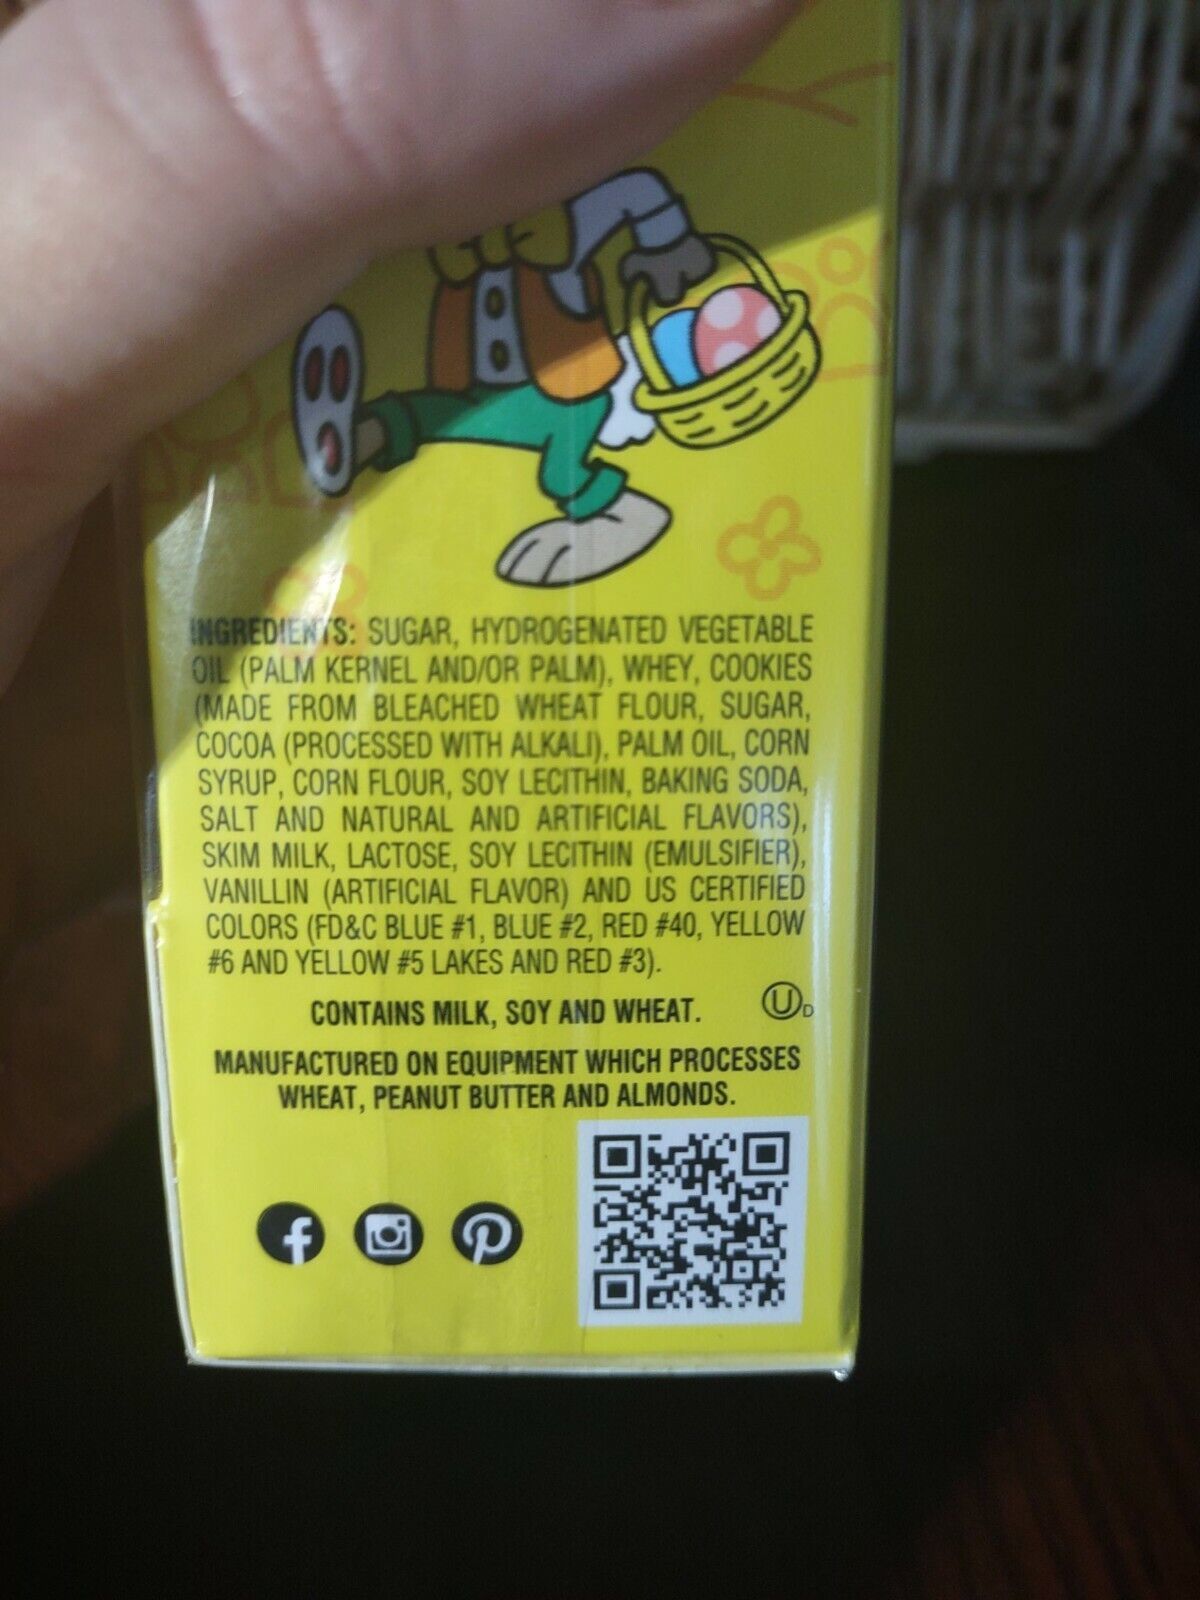 INGREDIENTS: SUGAR, HYDROGENATED VEGETABLE
OIL (PALM KERNEL AND/OR PALM), WHEY, COOKIES
(MADE FROM BLEACHED WHEAT FLOUR, SUGAR,
COCOA (PROCESSED WITH ALKALI), PALM OIL, CORN
SYRUP, CORN FLOUR, SOY LECITHIN, BAKING SODA,
SALT AND NATURAL AND ARTIFICIAL FLAVORS),
SKIM MILK, LACTOSE, SOY LECITHIN (EMULSIFIER),
VANILLIN (ARTIFICIAL FLAVOR) AND US CERTIFIED
COLORS (FD&C BLUE #1, BLUE #2, RED #40, YELLOW
#6 AND YELLOW #5 LAKES AND RED #3).
CONTAINS MILK, SOY AND WHEAT.
U D
MANUFACTURED ON EQUIPMENT WHICH PROCESSES
WHEAT, PEANUT BUTTER AND ALMONDS.